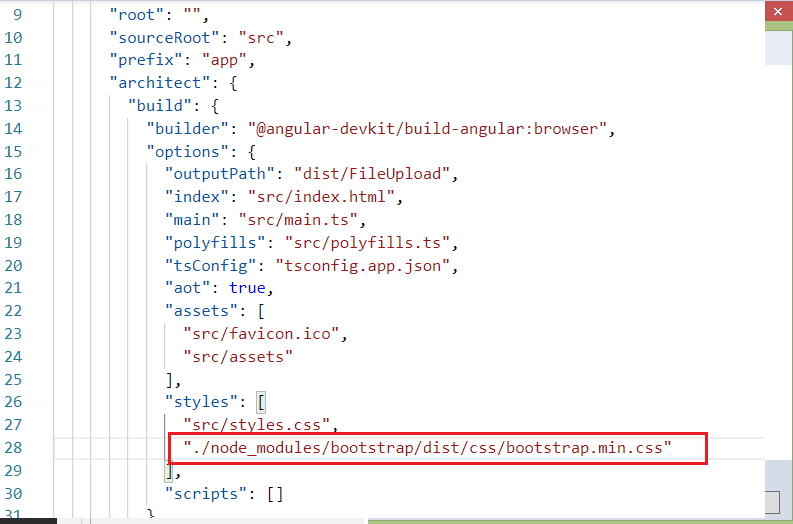 9 "root": "",
10 "sourceRoot": "src",
11 "prefix": "app",
12 "architect": {
13 "build": {
14 "builder": "@angular-devkit/build-angular:browser",
15 "options": {
16 "outputPath": "dist/FileUpload",
17 "index": "src/index.html",
18 "main": "src/main.ts",
19 "polyfills": "src/polyfills.ts",
20 "tsConfig": "tsconfig.app.json",
21 "aot": true,
22 "assets": [
23 "src/favicon.ico",
24 "src/assets"
25 ],
26 "styles": [
27 "src/styles.css",
28 "./node_modules/bootstrap/dist/css/bootstrap.min.css"
29 ],
30 "scripts": []
31 }